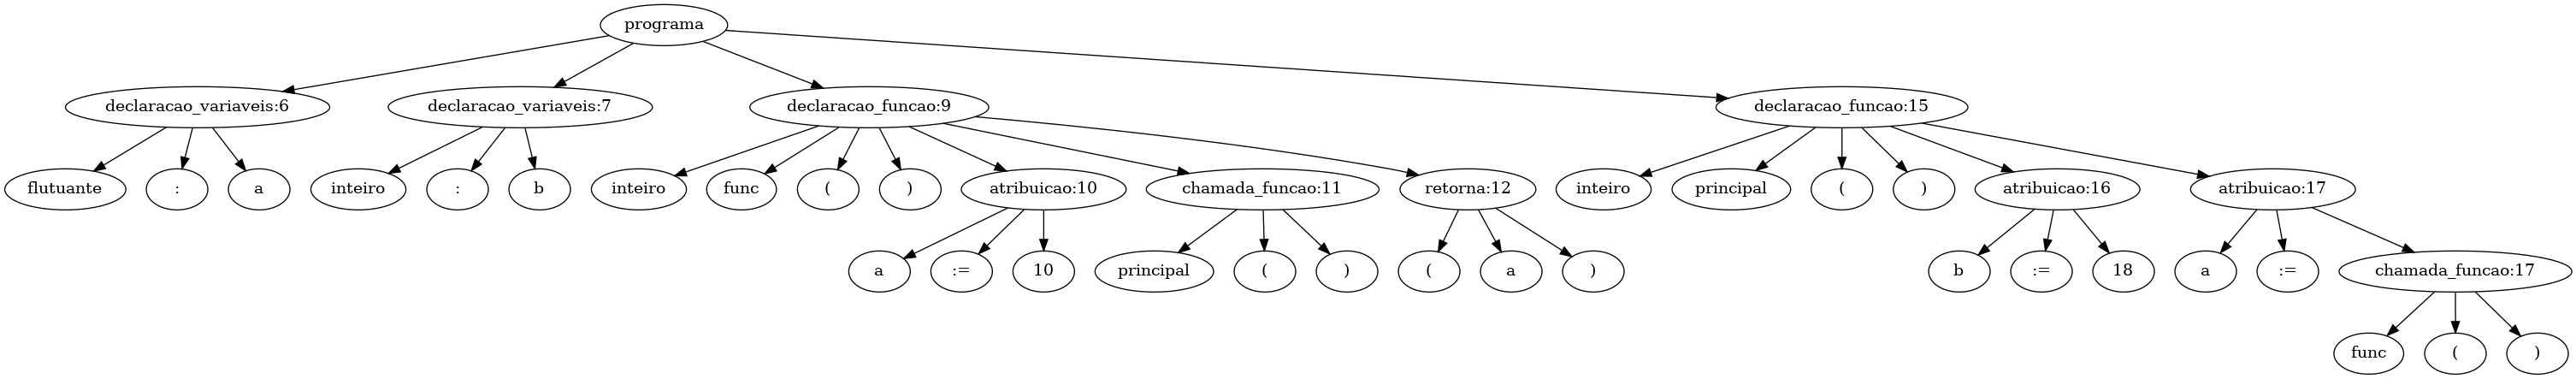 programa
declaracao_variaveis:6
declaracao_variaveis:7
declaracao_funcao:9
declaracao_funcao:15
flutuante
:
a
inteiro
:
b
inteiro
func
(
)
atribuicao:10
chamada_funcao:11
retorna:12
inteiro
principal
(
)
atribuicao:16
atribuicao:17
a
:=
10
principal
(
)
(
a
)
b
:=
18
a
:=
chamada_funcao:17
func
(
)